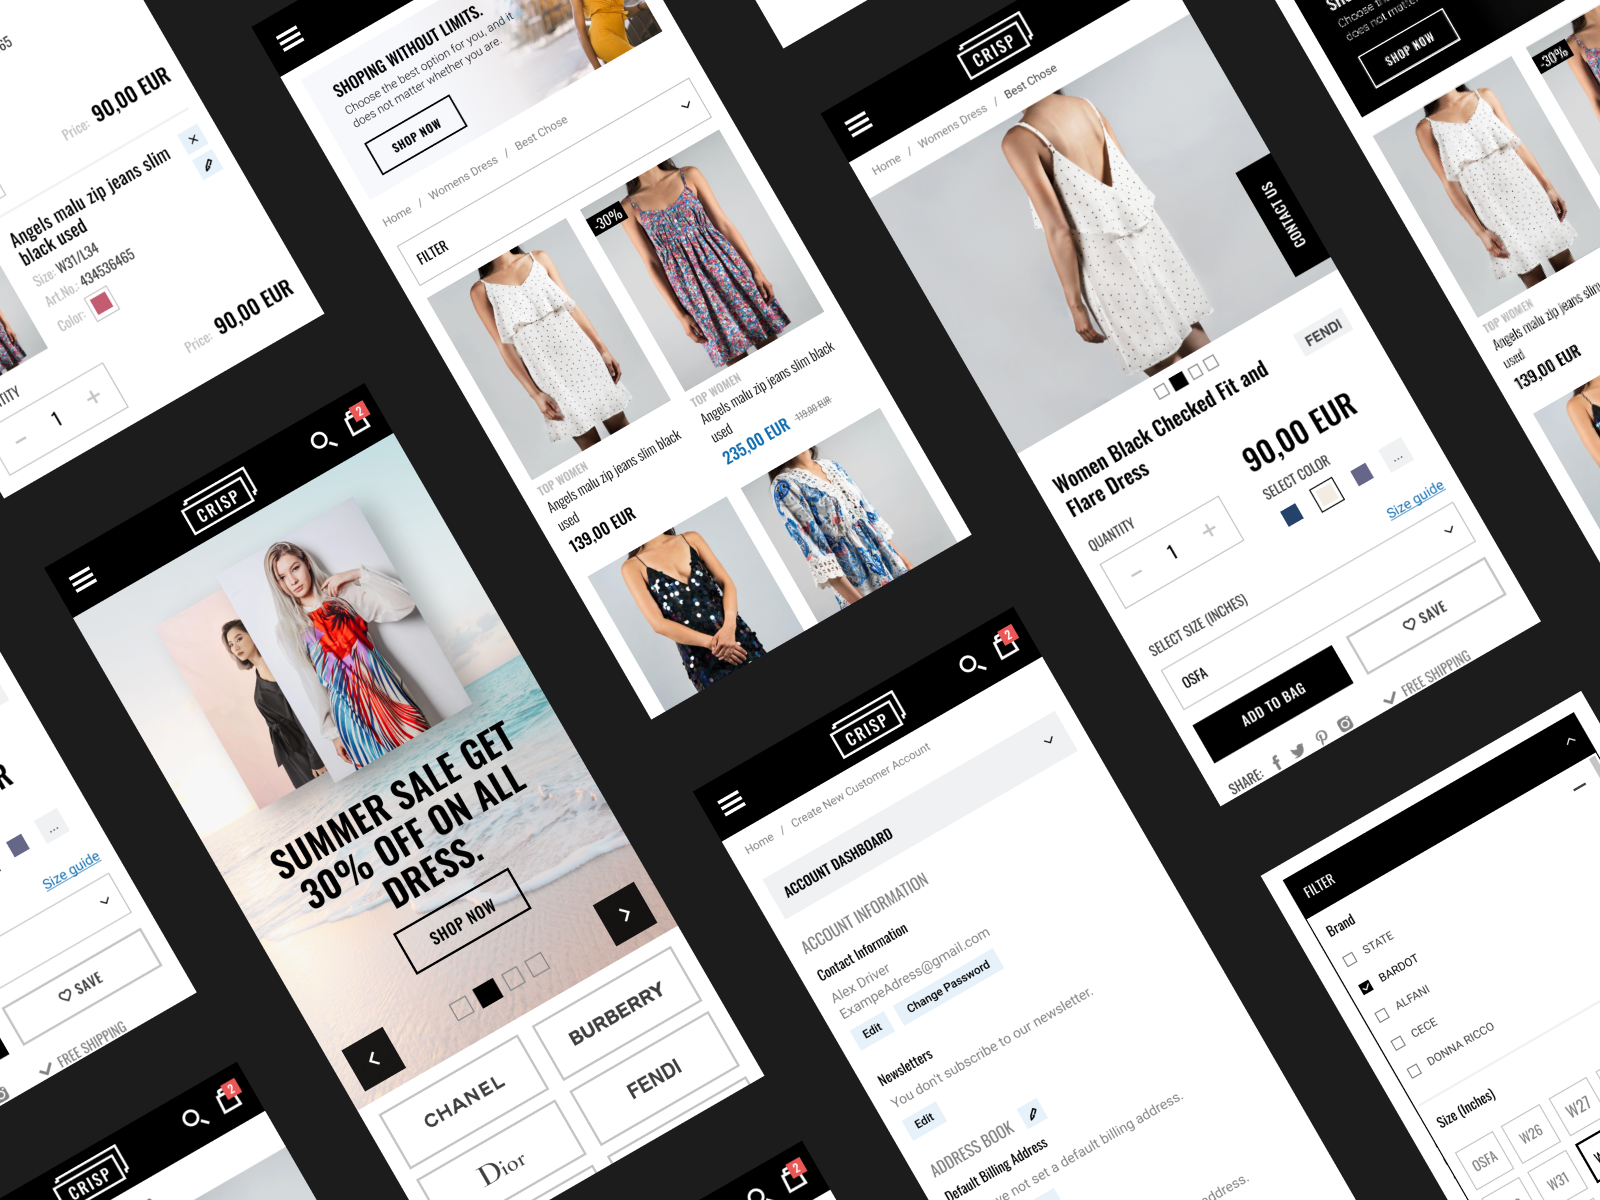 65
Price: 90,00 EUR
Angels malu zip jeans slim
black used
Size: W31/L34
Art.No.: 434536465
Color:
Price: 90,00 EUR
1
SHOPING WITHOUT LIMITS.
Choose the best option for you, and it
does not matter whether you are.
SHOP NOW
Home / Womens Dress / Best Chose
FILTER
-30%
TOP WOMEN
Angels malu zip jeans slim black
used
139,00 EUR
TOP WOMEN
Angels malu zip jeans slim black
used
235,00 EUR 119,00 EUR
CRISP
Home / Womens Dress / Best Chose
CONTACT US
FENDI
Women Black Checked Fit and
Flare Dress
90,00 EUR
QUANTITY
1
SELECT COLOR
...
Size guide
SELECT SIZE (INCHES)
OSFA
ADD TO BAG
SAVE
FREE SHIPPING
SHARE:
Choose the
does not matter
SHOP NOW
-30%
TOP WOMEN
Angels malu zip jeans slim
used
139,00 EUR
2
CRISP
SUMMER SALE GET
30% OFF ON ALL
DRESS.
SHOP NOW
CHANEL
BURBERRY
Dior
FENDI
...
Size guide
SAVE
FREE SHIPPING
2
CRISP
2
CRISP
Home / Create New Customer Account
ACCOUNT DASHBOARD
ACCOUNT INFORMATION
Contact Information
Alex Driver
ExampeAdress@gmail.com
Edit
Change Password
Newsletters
You don't subscribe to our newsletter.
Edit
ADDRESS BOOK
Default Billing Address
ve not set a default billing address.
address.
2
FILTER
Brand
STATE
BARDOT
ALFANI
CECE
DONNA RICCO
Size (Inches)
OSFA
W26
W27
W31